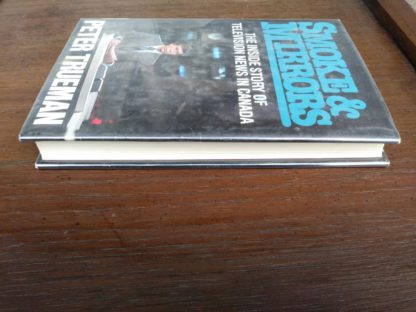 SMOKE &
MIRRORS
THE INSIDE STORY OF
TELEVISION NEWS IN CANADA
PETER TRUEMAN